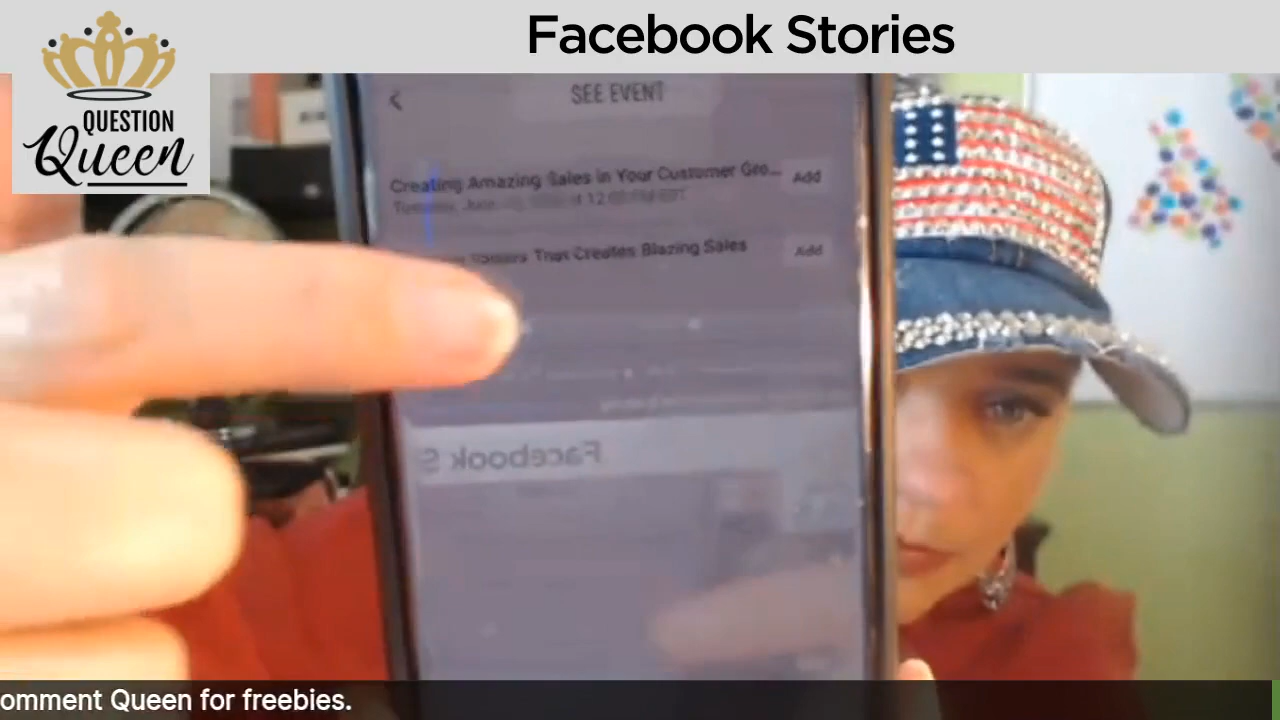 Facebook Stories
QUESTION
Queen
SEE EVENT
Creating Amazing Sales in Your Customer Gro...
Add
12
That Creates Blazing Sales
Add
Facebook S
omment Queen for freebies.